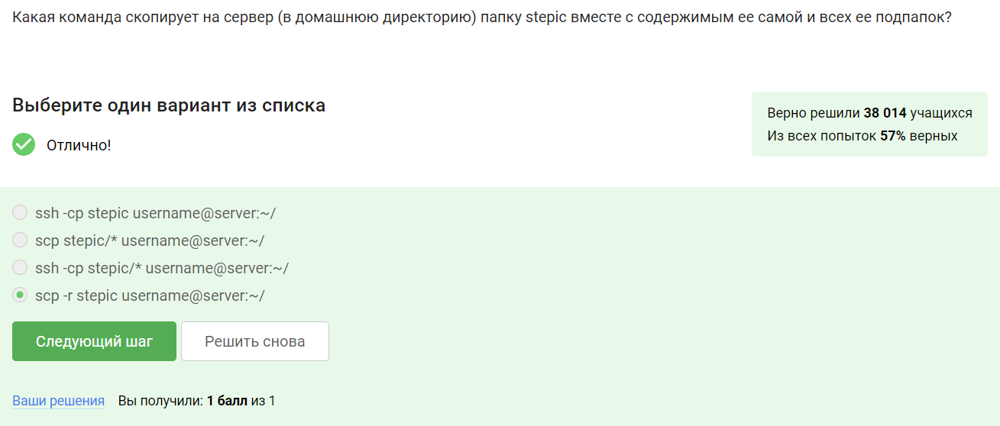 Какая команда скопирует на сервер (в домашнюю директорию) папку stepic вместе с содержимым ее самой и всех ее подпапок?
Выберите один вариант из списка
Верно решили 38 014 учащихся
Из всех попыток 57% верных
Отлично!
ssh -cp stepic username@server:~/
scp stepic/* username@server:~/
ssh -cp stepic/* username@server:~/
scp -r stepic username@server:~/
Следующий шаг
Решить снова
Ваши решения Вы получили: 1 балл из 1